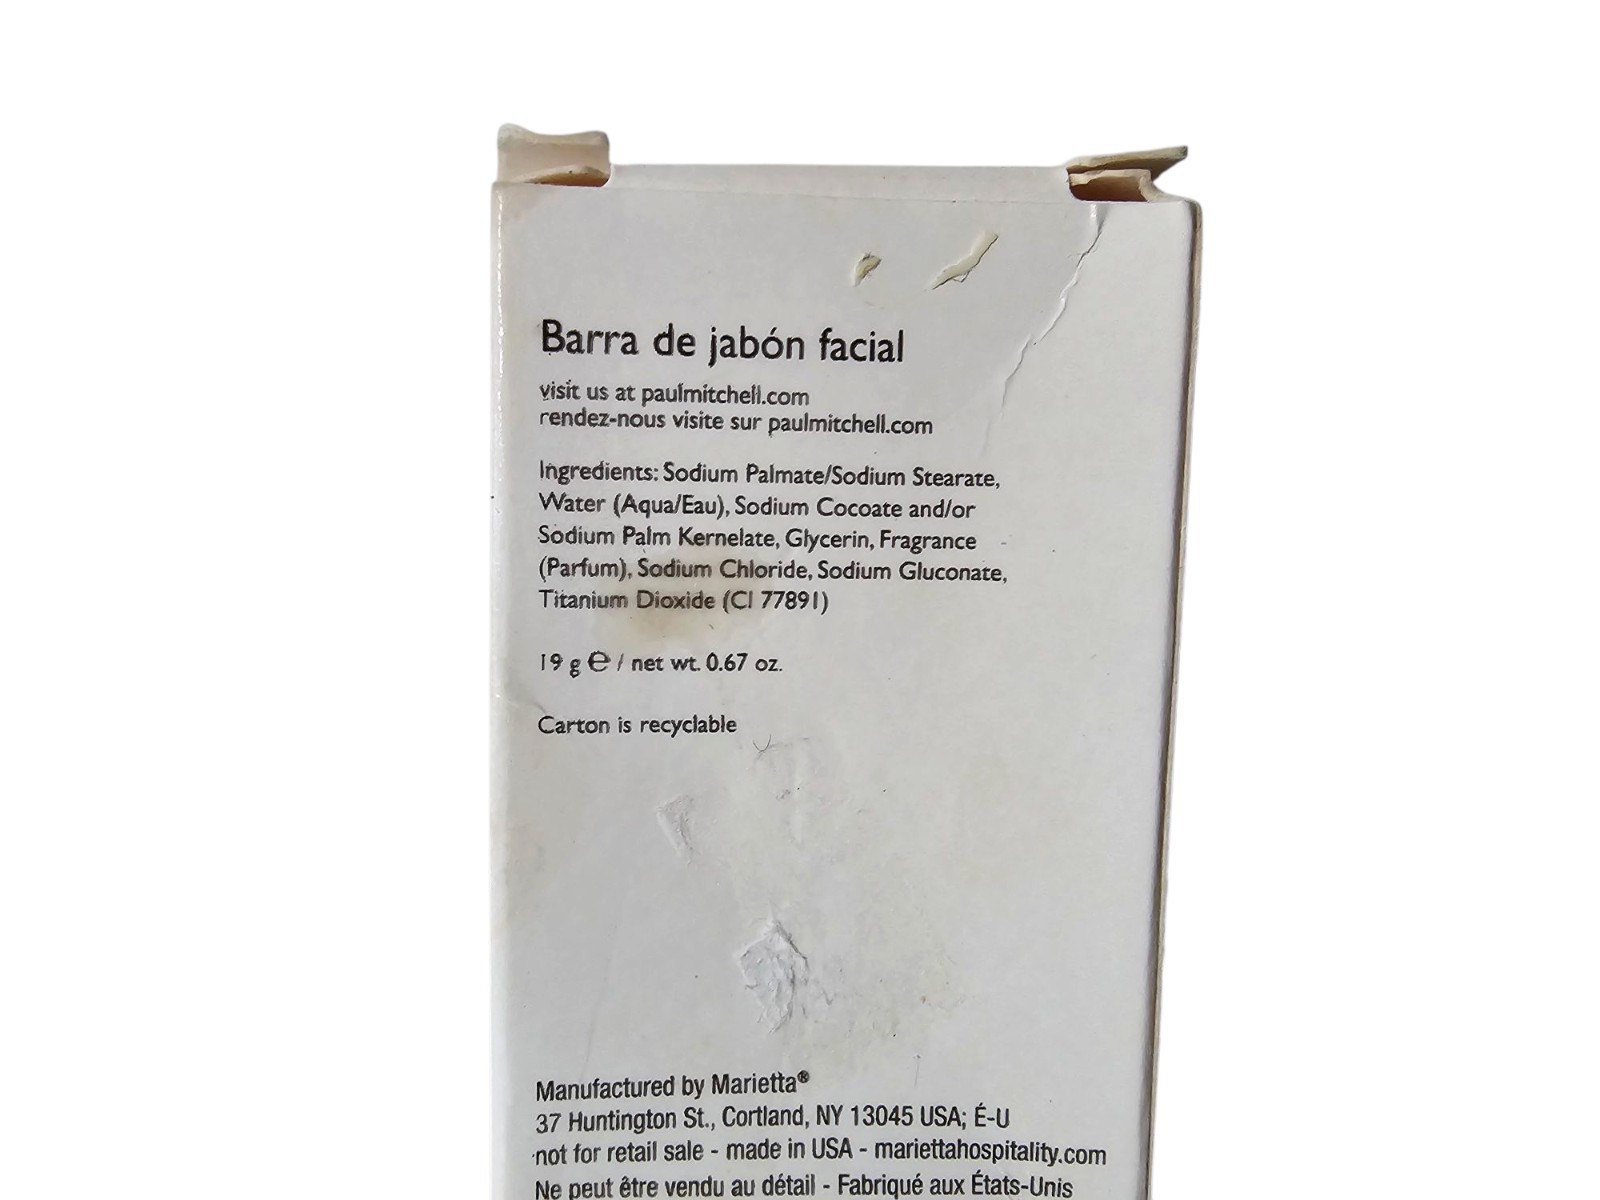 Barra de jabón facial
visit us at paulmitchell.com
rendez-nous visite sur paulmitchell.com
Ingredients: Sodium Palmate/Sodium Stearate,
Water (Aqua/Eau), Sodium Cocoate and/or
Sodium Palm Kernelate, Glycerin, Fragrance
(Parfum), Sodium Chloride, Sodium Gluconate,
Titanium Dioxide (CI 77891)
19 g ℮ / net wt. 0.67 oz.
Carton is recyclable
Manufactured by Marietta®
37 Huntington St., Cortland, NY 13045 USA; É-U
not for retail sale - made in USA - mariettahospitality.com
Ne peut être vendu au détail - Fabriqué aux États-Unis